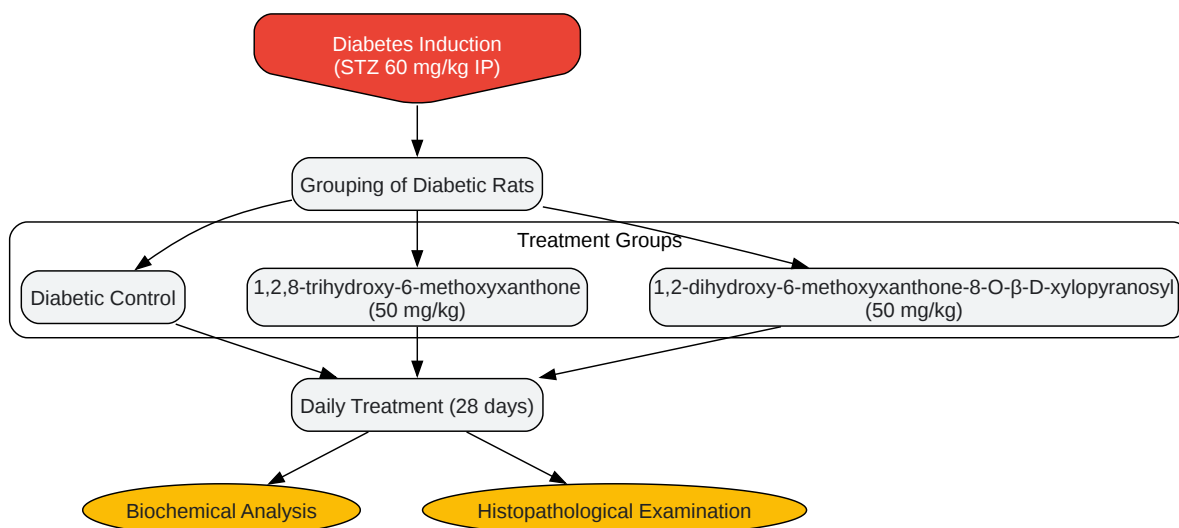 Diabetes Induction
(STZ 60 mg/kg IP)
Grouping of Diabetic Rats
Treatment Groups
Diabetic Control
1,2,8-trihydroxy-6-methoxyxanthone
(50 mg/kg)
1,2-dihydroxy-6-methoxyxanthone-8-O-β-D-xylopyranosyl
(50 mg/kg)
Daily Treatment (28 days)
Biochemical Analysis
Histopathological Examination